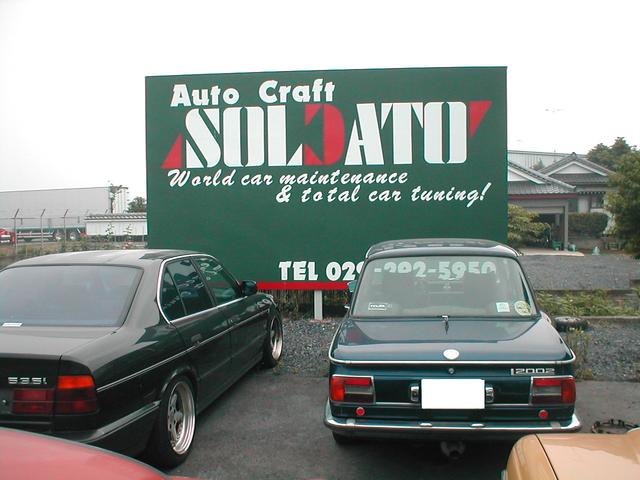 Auto Craft
SOLDATO
World car maintenance
& total car tuning!
TEL 029-292-5950
535i
2002